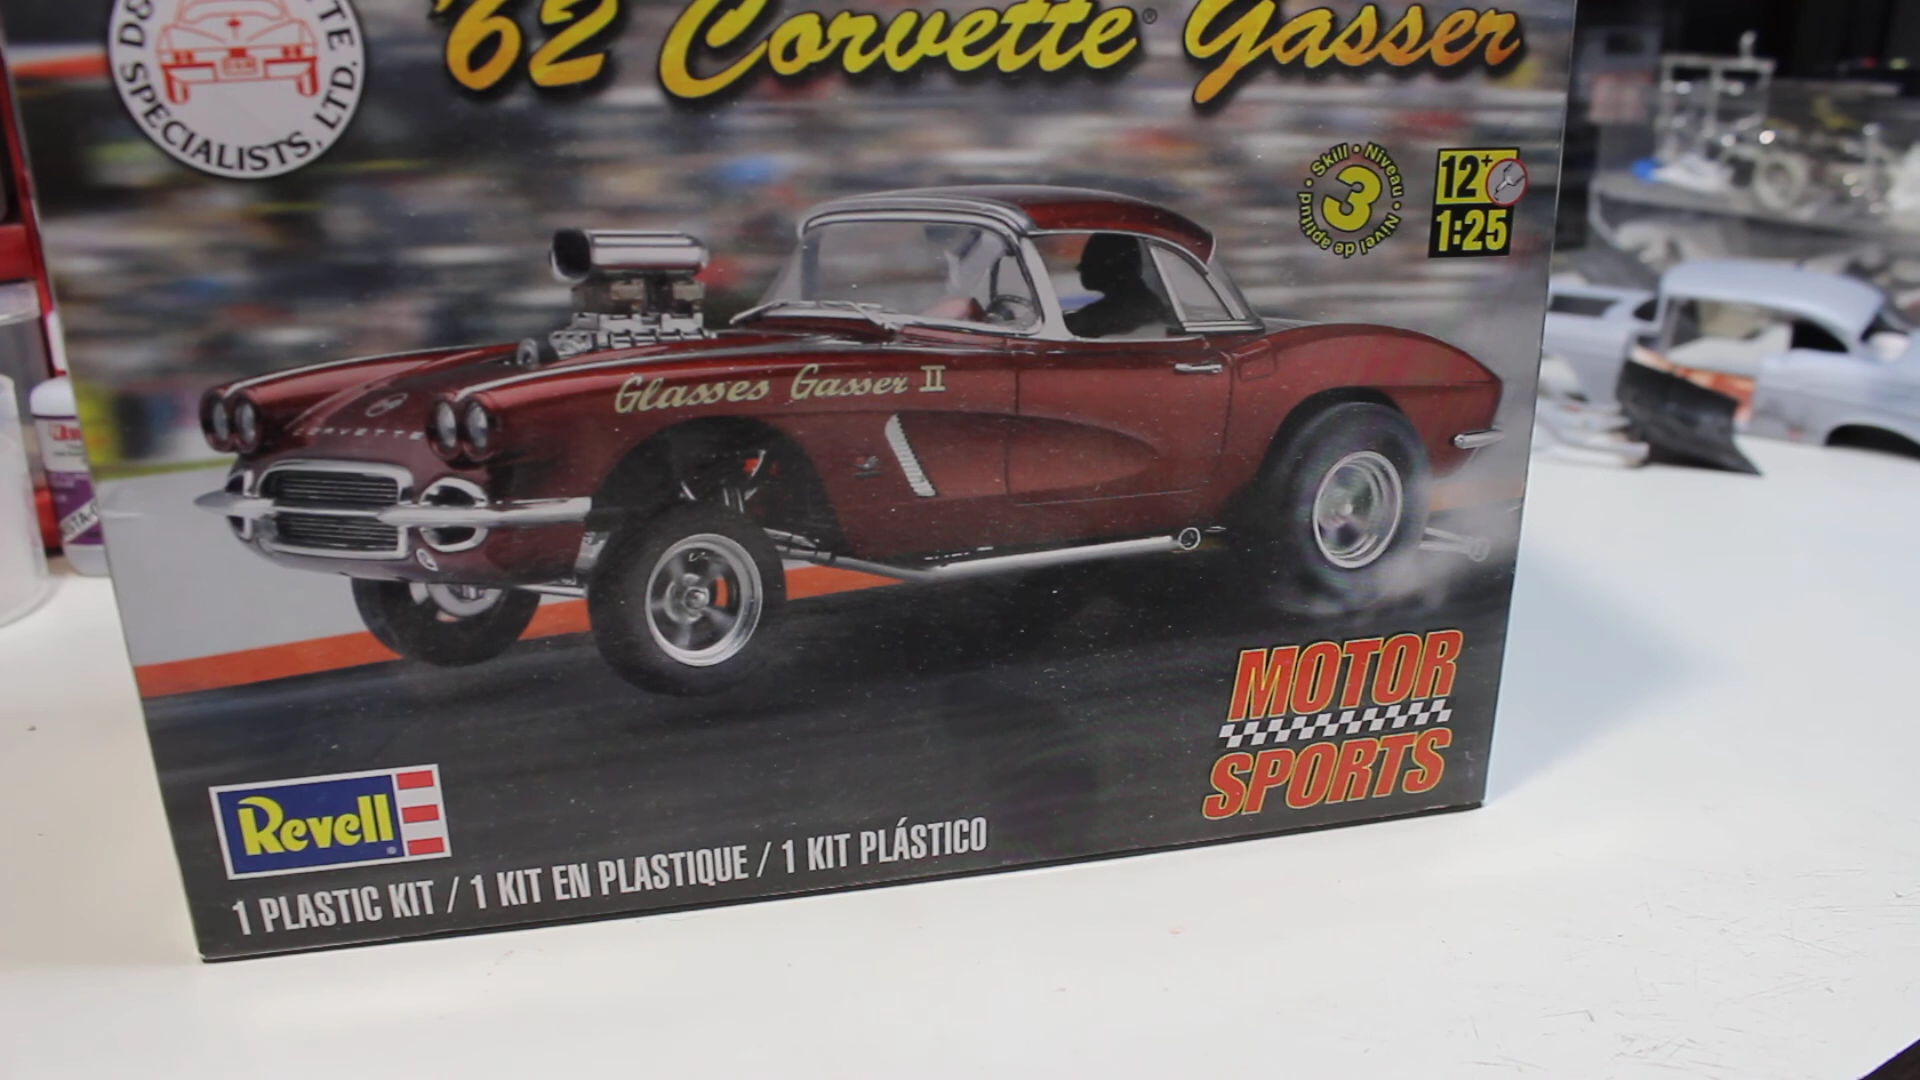 '62 Corvette® Gasser
SPECIALISTS, LTD.
Skill • Niveau • Nivel de aptitud •
3
12+
1:25
Glasses Gasser II
CORVETTE
MOTOR
SPORTS
Revell®
1 PLASTIC KIT / 1 KIT EN PLASTIQUE / 1 KIT PLÁSTICO